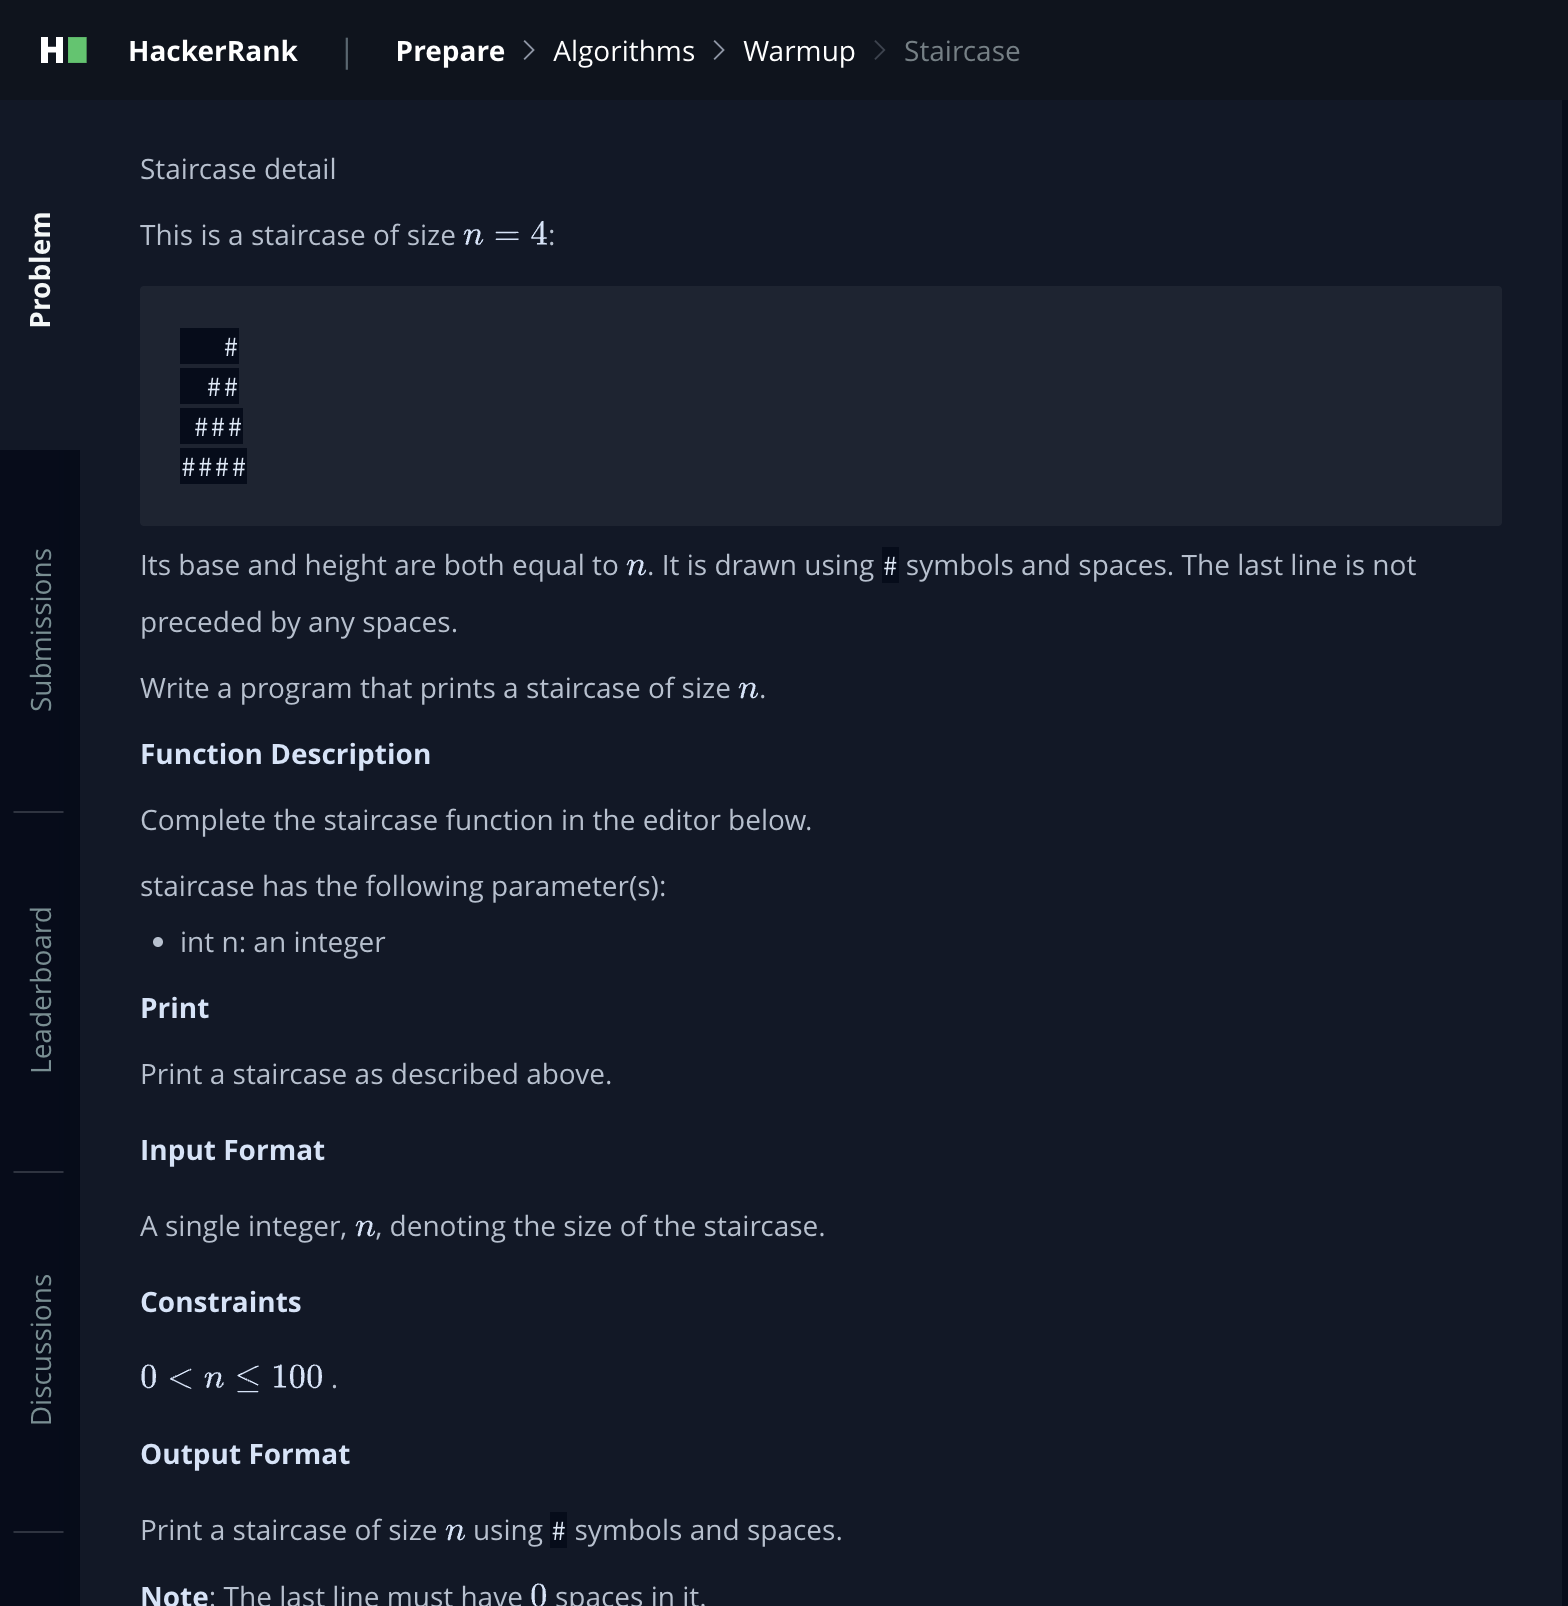 HackerRank | Prepare > Algorithms > Warmup > Staircase
Problem
Submissions
Leaderboard
Discussions
Staircase detail
This is a staircase of size n = 4:
   #
  ##
 ###
####
Its base and height are both equal to n. It is drawn using # symbols and spaces. The last line is not
preceded by any spaces.
Write a program that prints a staircase of size n.
Function Description
Complete the staircase function in the editor below.
staircase has the following parameter(s):
• int n: an integer
Print
Print a staircase as described above.
Input Format
A single integer, n, denoting the size of the staircase.
Constraints
0 < n ≤ 100 .
Output Format
Print a staircase of size n using # symbols and spaces.
Note: The last line must have 0 spaces in it.